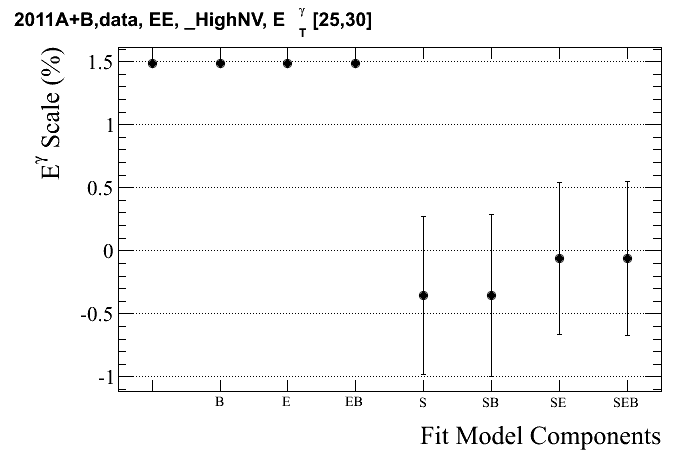 2011A+B,data, EE, _HighNV, E γ T [25,30]
E γ Scale (%)
1.5
1
0.5
0
-0.5
-1
B E EB S SB SE SEB
Fit Model Components